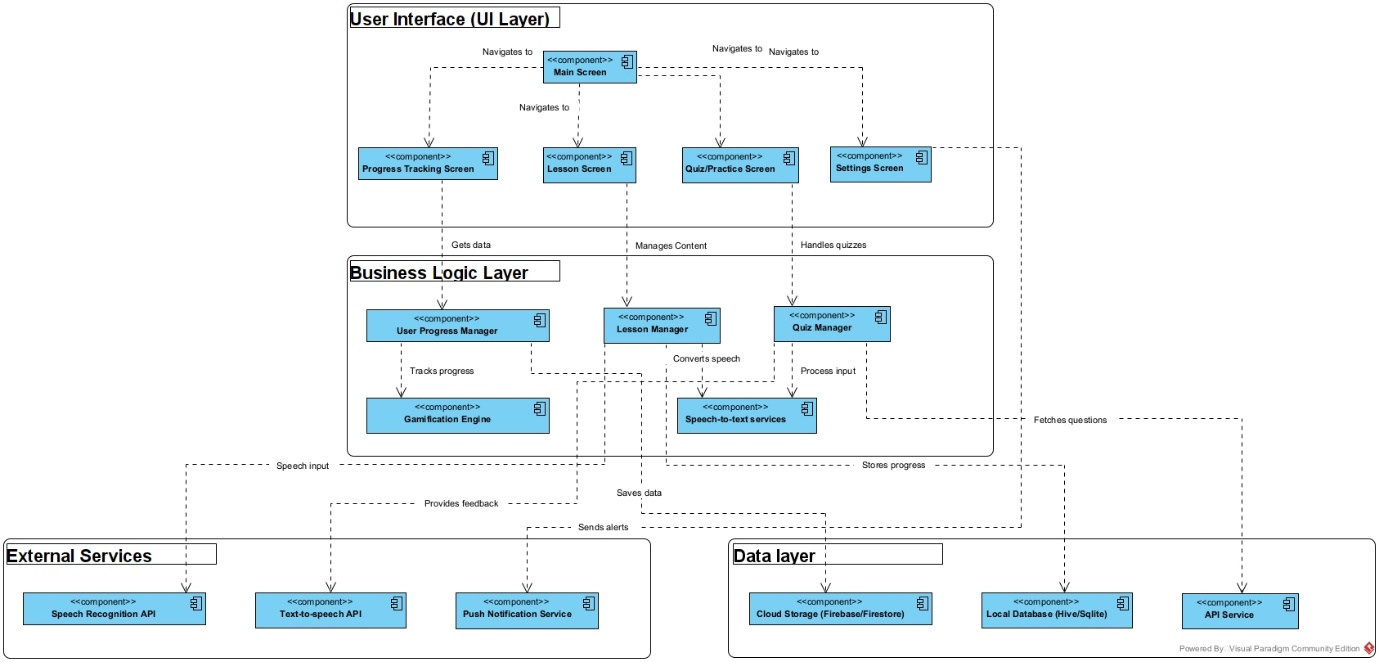 User Interface (UI Layer)
Navigates to
Navigates to
Navigates to
<<component>>
Main Screen
Navigates to
<<component>>
Progress Tracking Screen
<<component>>
Lesson Screen
<<component>>
Quiz/Practice Screen
<<component>>
Settings Screen
Gets data
Manages Content
Handles quizzes
Business Logic Layer
<<component>>
User Progress Manager
<<component>>
Lesson Manager
<<component>>
Quiz Manager
Tracks progress
Converts speech
Process input
<<component>>
Gamification Engine
<<component>>
Speech-to-text services
Fetches questions
Speech input
Stores progress
Provides feedback
Saves data
Sends alerts
External Services
<<component>>
Speech Recognition API
<<component>>
Text-to-speech API
<<component>>
Push Notification Service
Data layer
<<component>>
Cloud Storage (Firebase/Firestore)
<<component>>
Local Database (Hive/Sqlite)
<<component>>
API Service
Powered By: Visual Paradigm Community Edition